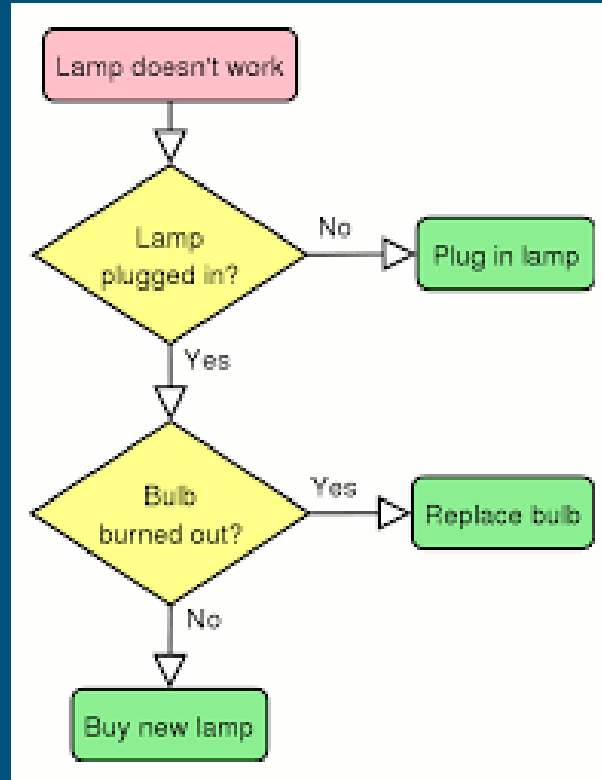 Lamp doesn't work
Lamp
plugged in?
No
Plug in lamp
Yes
Bulb
burned out?
Yes
Replace bulb
No
Buy new lamp